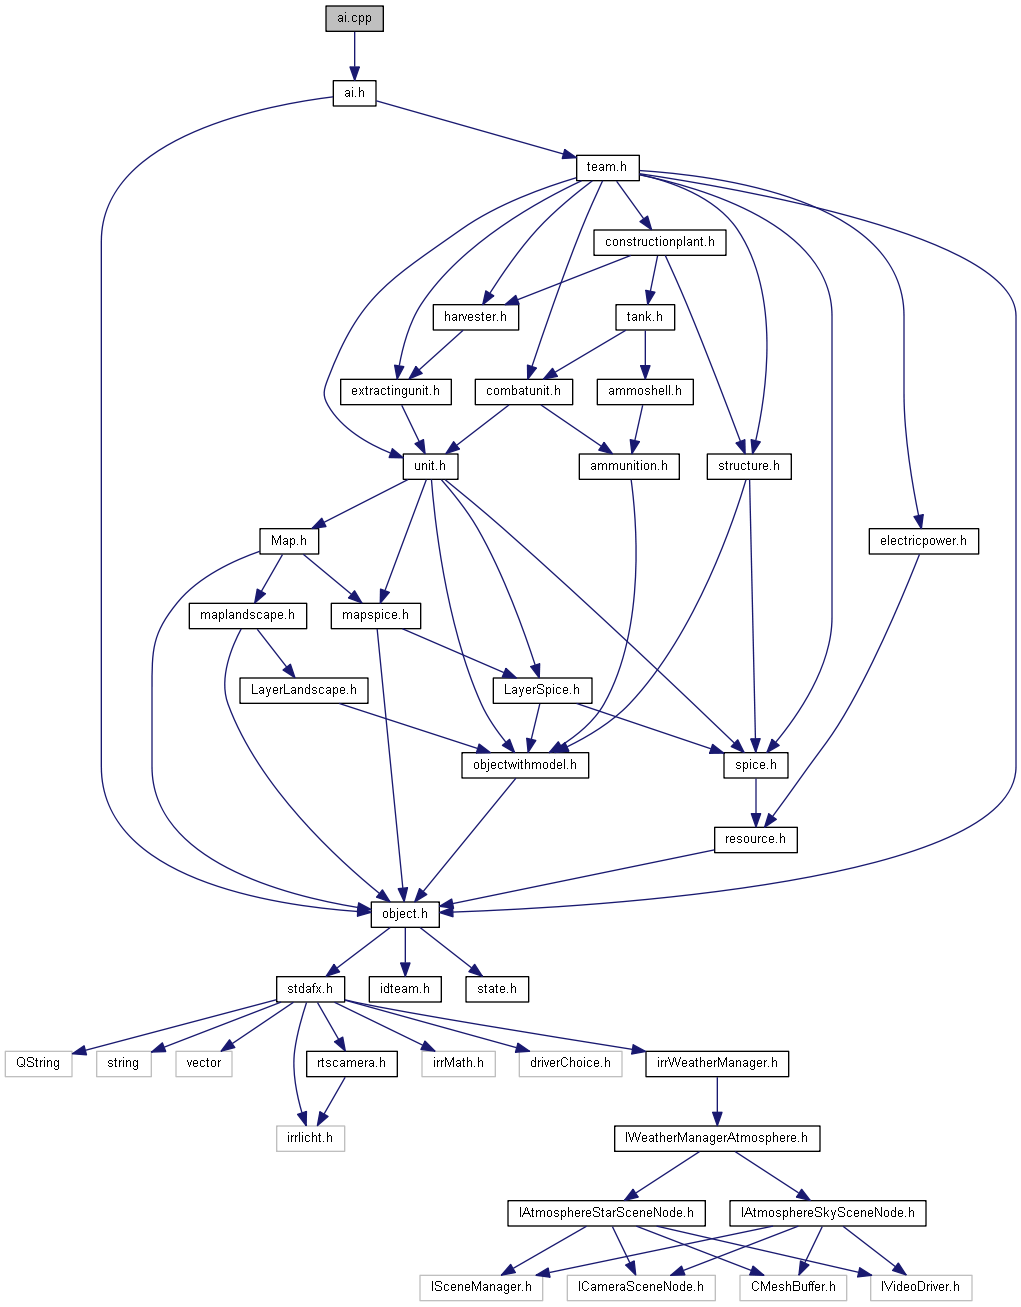 ai.cpp
ai.h
team.h
constructionplant.h
harvester.h
tank.h
extractingunit.h
combatunit.h
ammoshell.h
unit.h
ammunition.h
structure.h
Map.h
electricpower.h
maplandscape.h
mapspice.h
LayerLandscape.h
LayerSpice.h
objectwithmodel.h
spice.h
resource.h
object.h
stdafx.h
idteam.h
state.h
QString
string
vector
rtscamera.h
irrMath.h
driverChoice.h
irrWeatherManager.h
irrlicht.h
IWeatherManagerAtmosphere.h
IAtmosphereStarSceneNode.h
IAtmosphereSkySceneNode.h
ISceneManager.h
ICameraSceneNode.h
CMeshBuffer.h
IVideoDriver.h